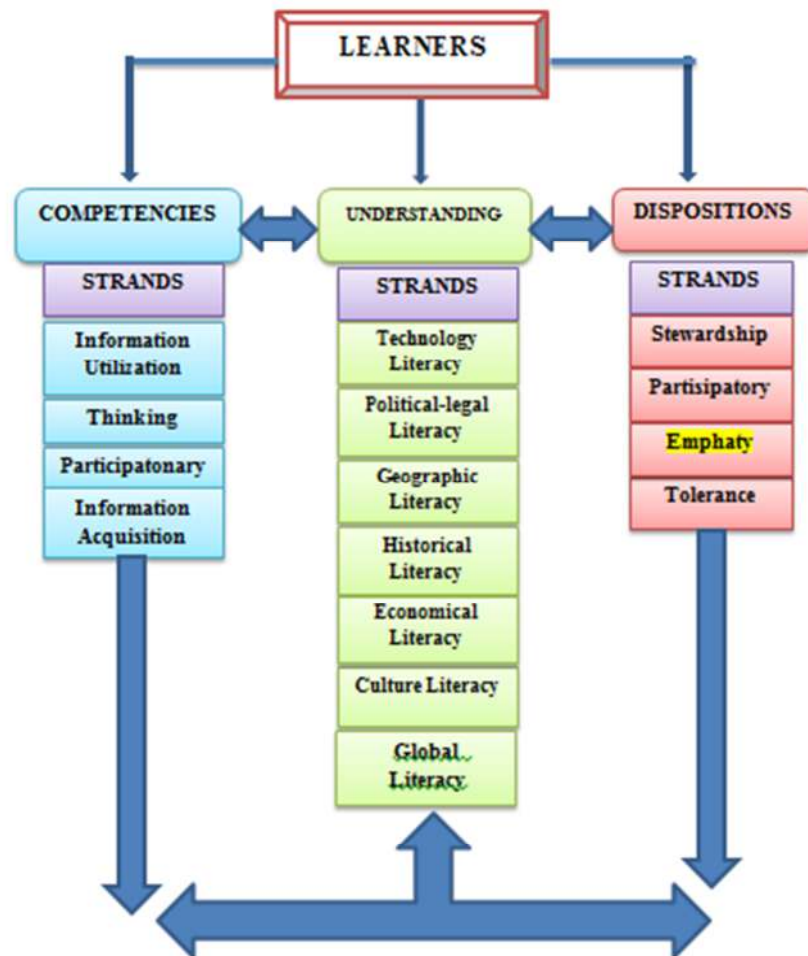 LEARNERS
COMPETENCIES
UNDERSTANDING
DISPOSITIONS
STRANDS
Information
Utilization
Thinking
Participatonary
Information
Acquisition
STRANDS
Technology
Literacy
Political-legal
Literacy
Geographic
Literacy
Historical
Literacy
Economical
Literacy
Culture Literacy
Global
Literacy
STRANDS
Stewardship
Partisipatory
Emphaty
Tolerance